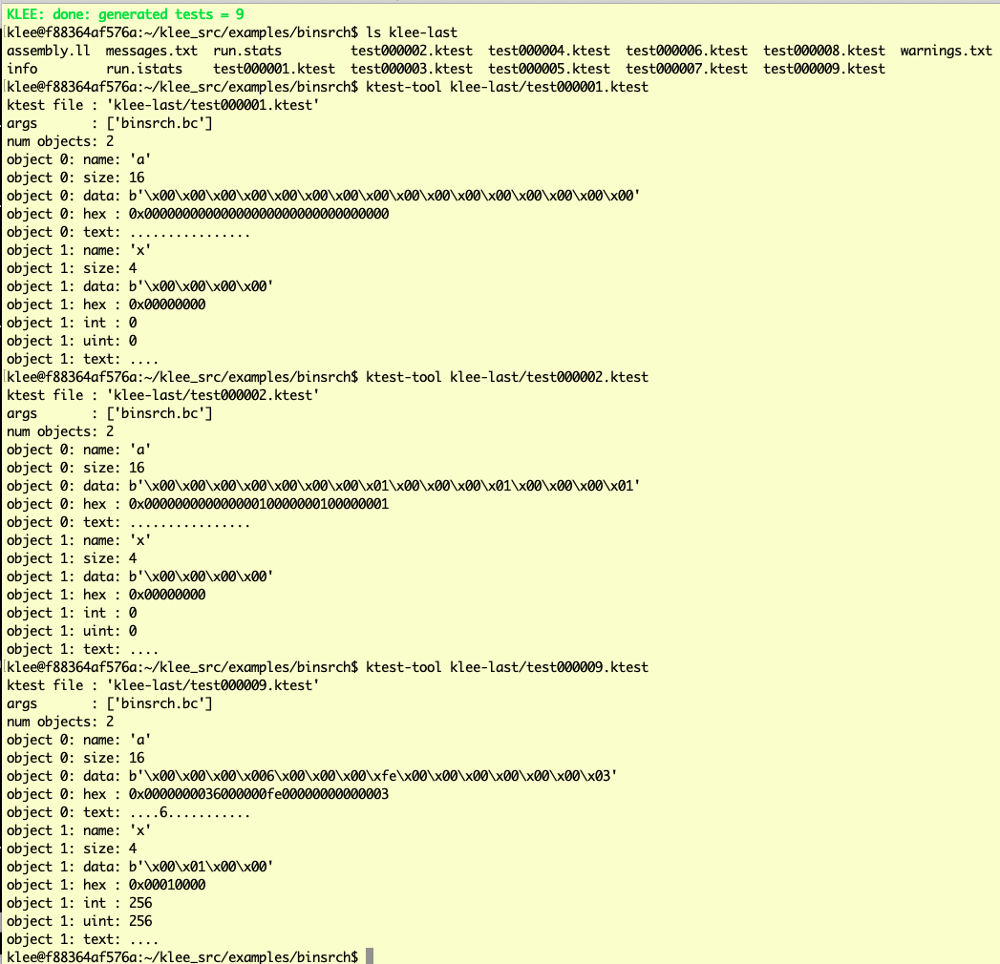 KLEE: done: generated tests = 9
klee@f88364af576a:~/klee_src/examples/binsrch$ ls klee-last
assembly.ll  messages.txt  run.stats        test000002.ktest  test000004.ktest  test000006.ktest  test000008.ktest  warnings.txt
info         run.istats    test000001.ktest  test000003.ktest  test000005.ktest  test000007.ktest  test000009.ktest
klee@f88364af576a:~/klee_src/examples/binsrch$ ktest-tool klee-last/test000001.ktest
ktest file : 'klee-last/test000001.ktest'
args       : ['binsrch.bc']
num objects: 2
object 0: name: 'a'
object 0: size: 16
object 0: data: b'\x00\x00\x00\x00\x00\x00\x00\x00\x00\x00\x00\x00\x00\x00\x00\x00'
object 0: hex : 0x00000000000000000000000000000000
object 0: text: ................
object 1: name: 'x'
object 1: size: 4
object 1: data: b'\x00\x00\x00\x00'
object 1: hex : 0x00000000
object 1: int : 0
object 1: uint: 0
object 1: text: ....
klee@f88364af576a:~/klee_src/examples/binsrch$ ktest-tool klee-last/test000002.ktest
ktest file : 'klee-last/test000002.ktest'
args       : ['binsrch.bc']
num objects: 2
object 0: name: 'a'
object 0: size: 16
object 0: data: b'\x00\x00\x00\x00\x00\x00\x00\x01\x00\x00\x00\x01\x00\x00\x00\x01'
object 0: hex : 0x00000000000000010000000100000001
object 0: text: ................
object 1: name: 'x'
object 1: size: 4
object 1: data: b'\x00\x00\x00\x00'
object 1: hex : 0x00000000
object 1: int : 0
object 1: uint: 0
object 1: text: ....
klee@f88364af576a:~/klee_src/examples/binsrch$ ktest-tool klee-last/test000009.ktest
ktest file : 'klee-last/test000009.ktest'
args       : ['binsrch.bc']
num objects: 2
object 0: name: 'a'
object 0: size: 16
object 0: data: b'\x00\x00\x00\x006\x00\x00\x00\xfe\x00\x00\x00\x00\x00\x00\x03'
object 0: hex : 0x0000000036000000fe00000000000003
object 0: text: ....6...........
object 1: name: 'x'
object 1: size: 4
object 1: data: b'\x00\x01\x00\x00'
object 1: hex : 0x00010000
object 1: int : 256
object 1: uint: 256
object 1: text: ....
klee@f88364af576a:~/klee_src/examples/binsrch$